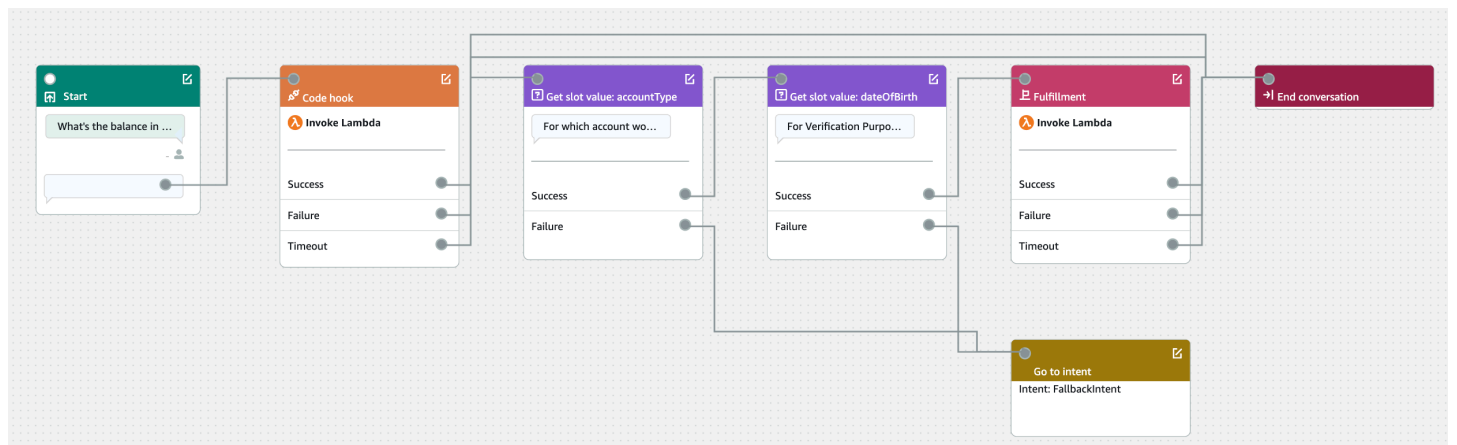 Start
What's the balance in ...
-
Code hook
Invoke Lambda
Success
Failure
Timeout
Get slot value: accountType
For which account wo...
Success
Failure
Get slot value: dateOfBirth
For Verification Purpo...
Success
Failure
Fulfillment
Invoke Lambda
Success
Failure
Timeout
End conversation
Go to intent
Intent: FallbackIntent